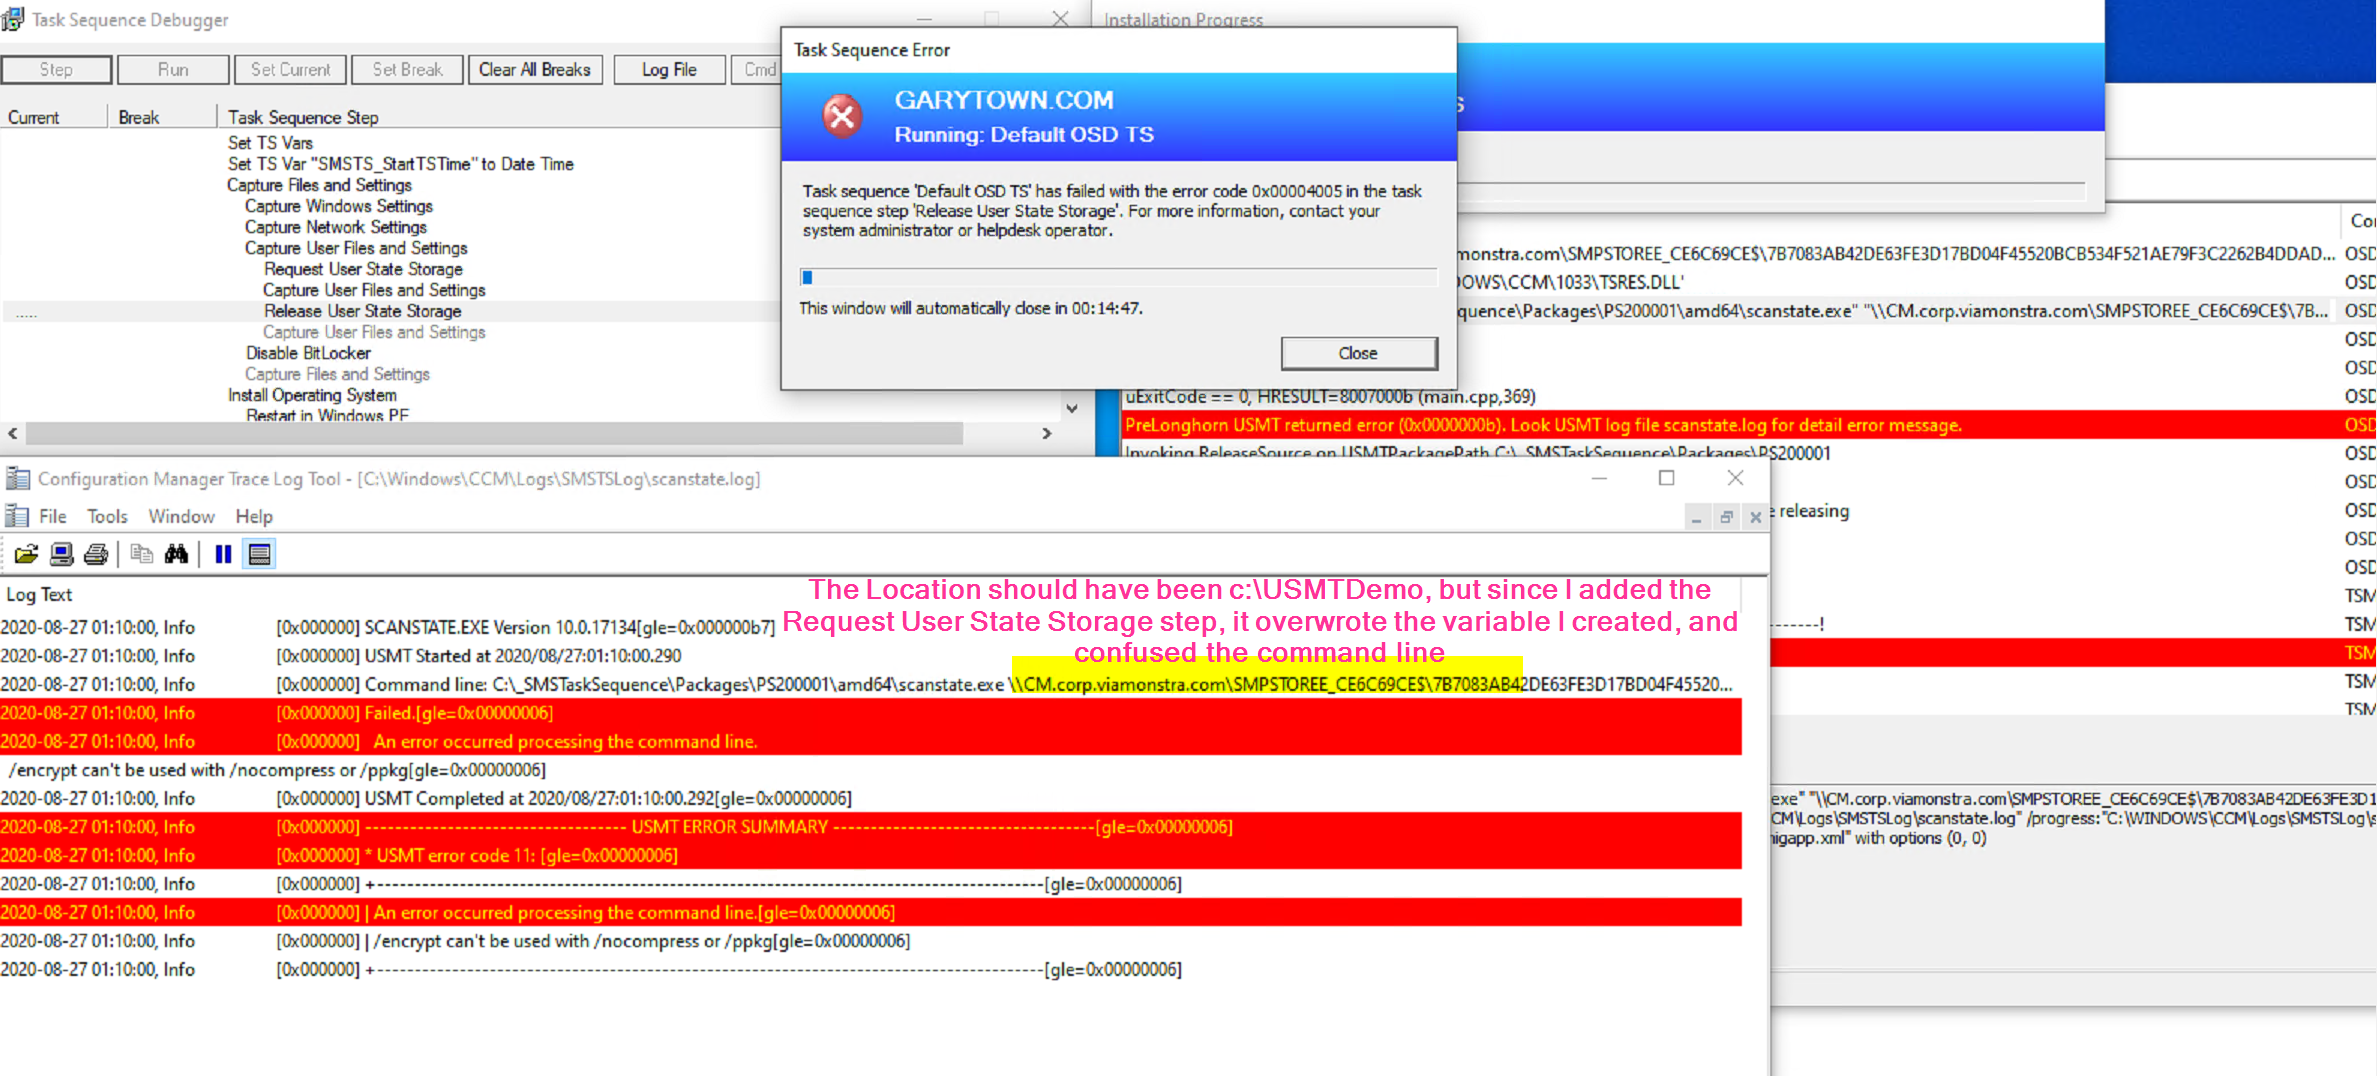 Task Sequence Debugger
Step Run Set Current Set Break Clear All Breaks Log File Cmd
Current Break Task Sequence Step
Set TS Vars
Set TS Var "SMSTS_StartTSTime" to Date Time
Capture Files and Settings
Capture Windows Settings
Capture Network Settings
Capture User Files and Settings
Request User State Storage
Capture User Files and Settings
..... Release User State Storage
Capture User Files and Settings
Disable BitLocker
Capture Files and Settings
Install Operating System
Restart in Windows PE
Installation Progress
Task Sequence Error
GARYTOWN.COM
Running: Default OSD TS
Task sequence 'Default OSD TS' has failed with the error code 0x00004005 in the task
sequence step 'Release User State Storage'. For more information, contact your
system administrator or helpdesk operator.
This window will automatically close in 00:14:47.
Close
s
Co
monstra.com\SMPSTOREE_CE6C69CE$\7B7083AB42DE63FE3D17BD04F45520BCB534F521AE79F3C2262B4DDAD... OSD
OWS\CCM\1033\TSRES.DLL' OSD
quence\Packages\PS200001\amd64\scanstate.exe" "\\CM.corp.viamonstra.com\SMPSTOREE_CE6C69CE$\7B... OSD
OSD
OSD
uExitCode == 0, HRESULT=8007000b (main.cpp,369) OSD
PreLonghorn USMT returned error (0x0000000b). Look USMT log file scanstate.log for detail error message. OSD
Invoking ReleaseSource on USMTPackagePath C:\_SMSTaskSequence\Packages\PS200001 OSD
OSD
e releasing OSD
OSD
OSD
TSM
-------! TSM
TSM
TSM
TSM
exe" "\\CM.corp.viamonstra.com\SMPSTOREE_CE6C69CE$\7B7083AB42DE63FE3D1
CM\Logs\SMSTSLog\scanstate.log" /progress:"C:\WINDOWS\CCM\Logs\SMSTSLog\s
igapp.xml" with options (0, 0)
Configuration Manager Trace Log Tool - [C:\Windows\CCM\Logs\SMSTSLog\scanstate.log]
File Tools Window Help
Log Text
The Location should have been c:\USMTDemo, but since I added the
Request User State Storage step, it overwrote the variable I created, and
confused the command line
2020-08-27 01:10:00, Info [0x000000] SCANSTATE.EXE Version 10.0.17134[gle=0x000000b7]
2020-08-27 01:10:00, Info [0x000000] USMT Started at 2020/08/27:01:10:00.290
2020-08-27 01:10:00, Info [0x000000] Command line: C:\_SMSTaskSequence\Packages\PS200001\amd64\scanstate.exe \\CM.corp.viamonstra.com\SMPSTOREE_CE6C69CE$\7B7083AB42DE63FE3D17BD04F45520...
2020-08-27 01:10:00, Info [0x000000] Failed.[gle=0x00000006]
2020-08-27 01:10:00, Info [0x000000] An error occurred processing the command line.
/encrypt can't be used with /nocompress or /ppkg[gle=0x00000006]
2020-08-27 01:10:00, Info [0x000000] USMT Completed at 2020/08/27:01:10:00.292[gle=0x00000006]
2020-08-27 01:10:00, Info [0x000000] ---------------------------------- USMT ERROR SUMMARY ----------------------------------[gle=0x00000006]
2020-08-27 01:10:00, Info [0x000000] * USMT error code 11: [gle=0x00000006]
2020-08-27 01:10:00, Info [0x000000] +--------------------------------------------------------------------------------------[gle=0x00000006]
2020-08-27 01:10:00, Info [0x000000] | An error occurred processing the command line.[gle=0x00000006]
2020-08-27 01:10:00, Info [0x000000] | /encrypt can't be used with /nocompress or /ppkg[gle=0x00000006]
2020-08-27 01:10:00, Info [0x000000] +--------------------------------------------------------------------------------------[gle=0x00000006]